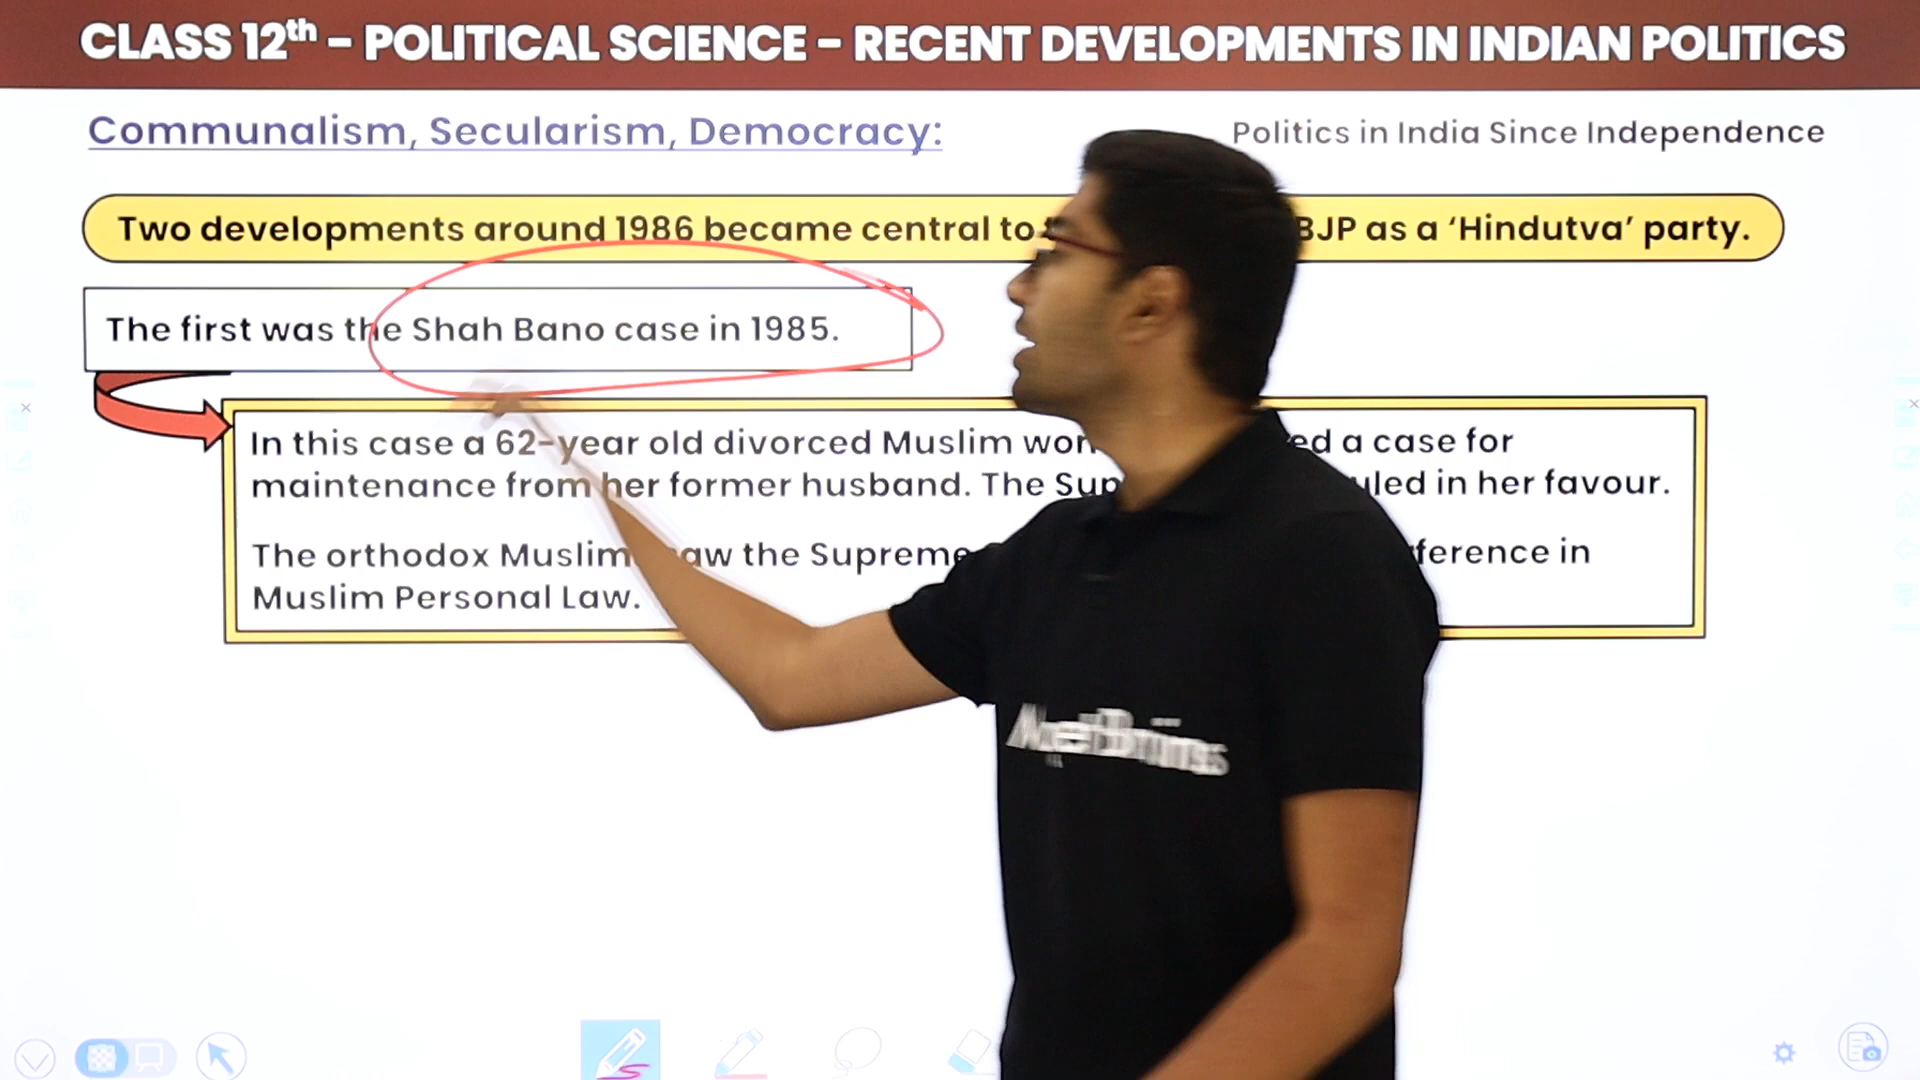 CLASS 12th - POLITICAL SCIENCE - RECENT DEVELOPMENTS IN INDIAN POLITICS
Communalism, Secularism, Democracy:
Politics in India Since Independence
Two developments around 1986 became central to BJP as a ‘Hindutva’ party.
The first was the Shah Bano case in 1985.
In this case a 62-year old divorced Muslim a case for
maintenance from her former husband. The in her favour.
The orthodox Muslim the Supreme in
Muslim Personal Law.